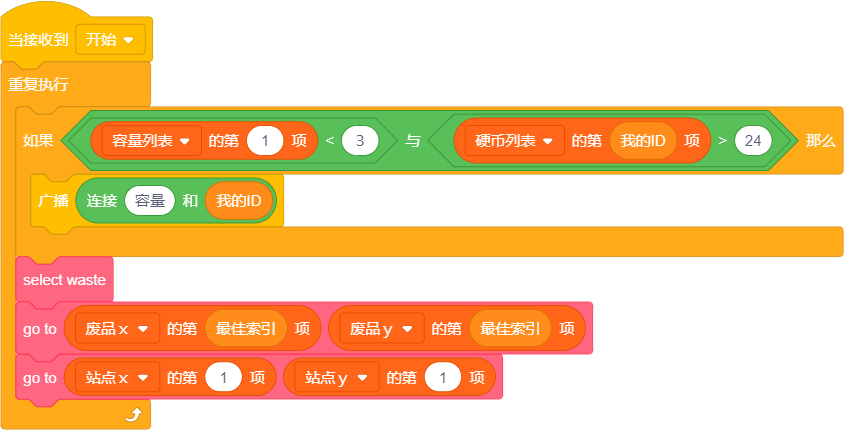 当接收到 开始
重复执行
如果 容量列表 的第 1 项 < 3 与 硬币列表 的第 我的ID 项 > 24 那么
广播 连接 容量 和 我的ID
select waste
go to 废品x 的第 最佳索引 项 废品y 的第 最佳索引 项
go to 站点x 的第 1 项 站点y 的第 1 项